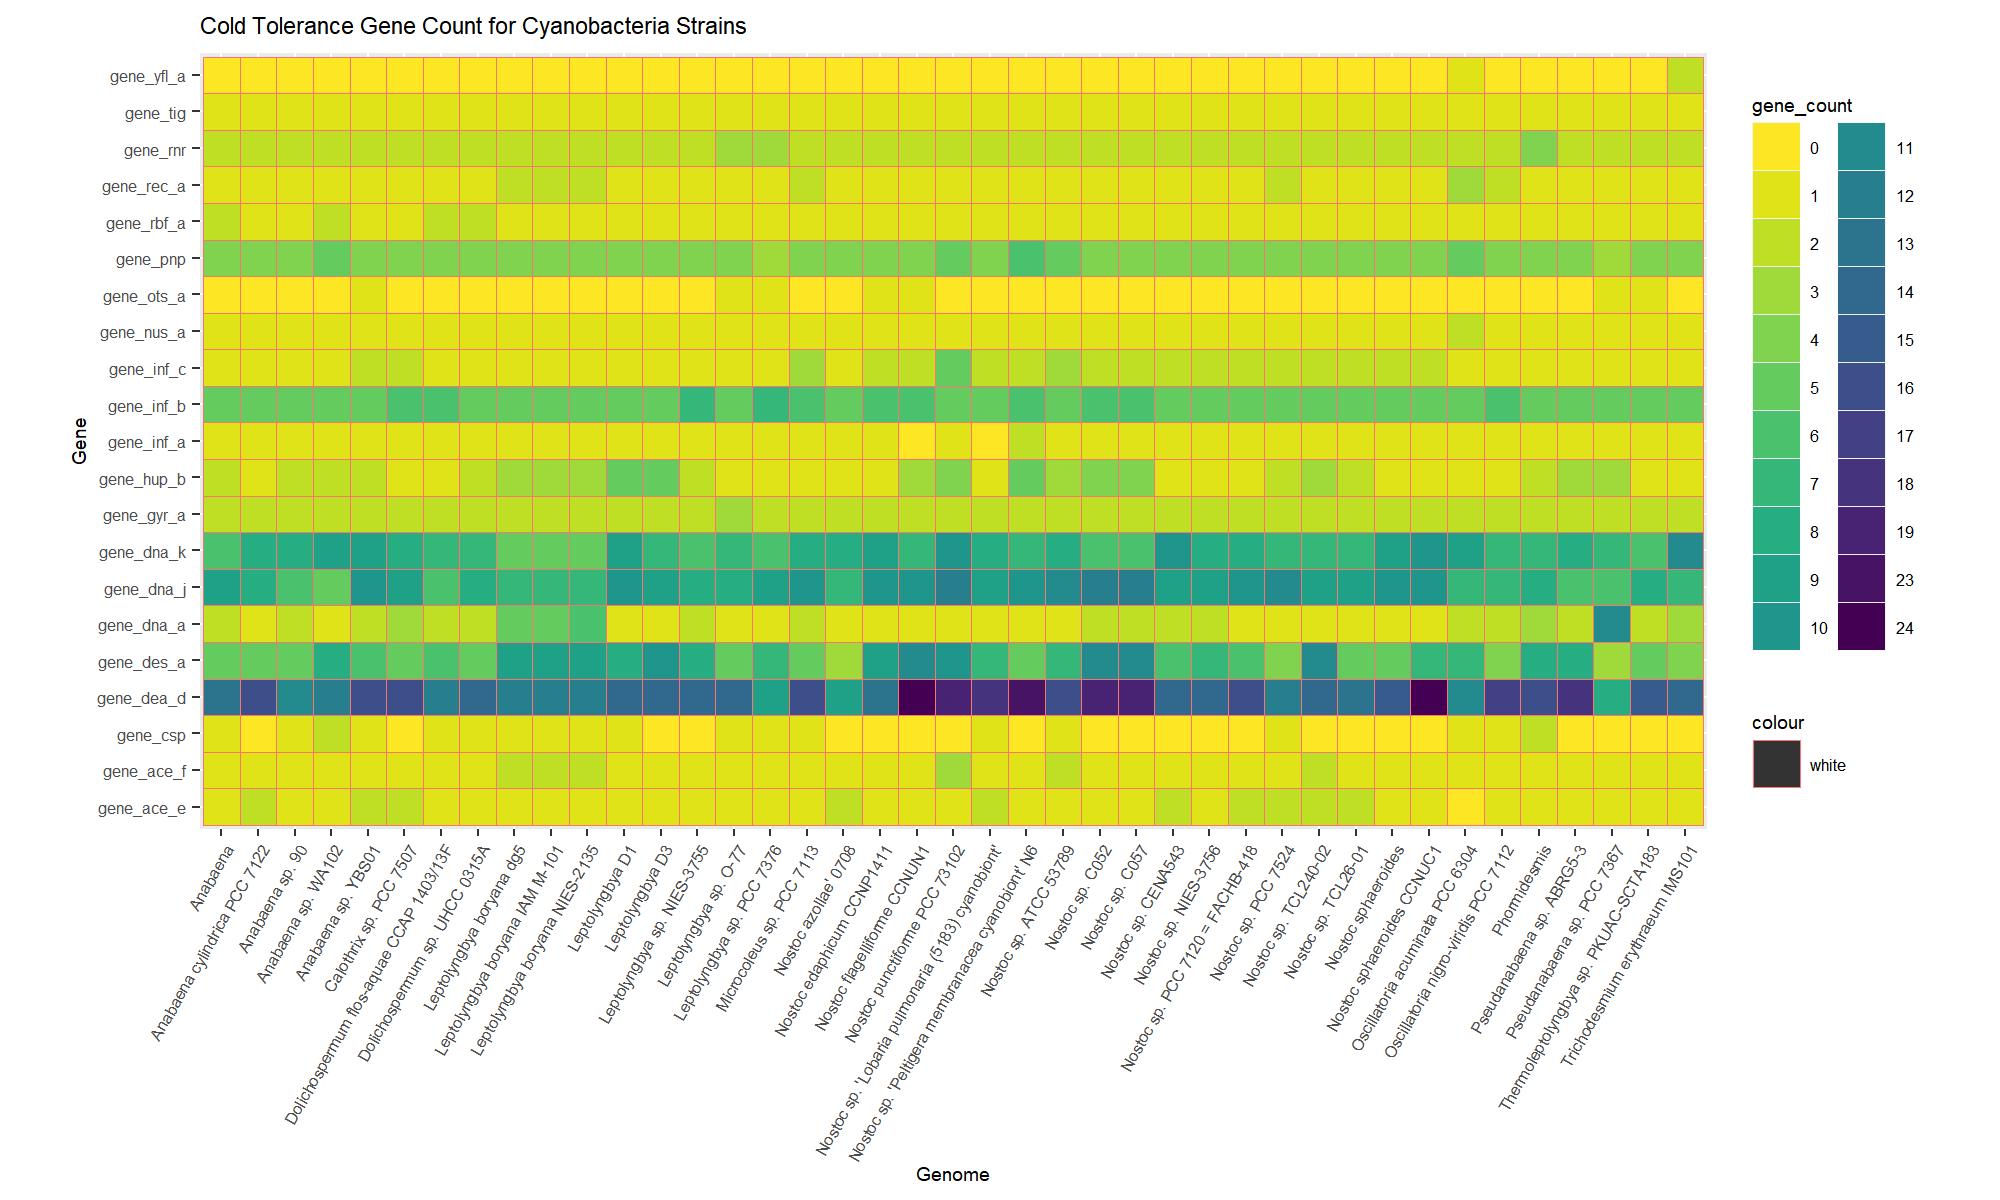 Cold Tolerance Gene Count for Cyanobacteria Strains
Gene
gene_yfl_a
gene_tig
gene_rnr
gene_rec_a
gene_rbf_a
gene_pnp
gene_ots_a
gene_nus_a
gene_inf_c
gene_inf_b
gene_inf_a
gene_hup_b
gene_gyr_a
gene_dna_k
gene_dna_j
gene_dna_a
gene_des_a
gene_dea_d
gene_csp
gene_ace_f
gene_ace_e
Anabaena
Anabaena cylindrica PCC 7122
Anabaena sp. 90
Anabaena sp. WA102
Anabaena sp. YBS01
Calothrix sp. PCC 7507
Dolichospermum flos-aquae CCAP 1403/13F
Dolichospermum sp. UHCC 0315A
Leptolyngbya boryana dg5
Leptolyngbya boryana IAM M-101
Leptolyngbya boryana NIES-2135
Leptolyngbya D1
Leptolyngbya D3
Leptolyngbya sp. NIES-3755
Leptolyngbya sp. O-77
Leptolyngbya sp. PCC 7376
Microcoleus sp. PCC 7113
Nostoc azollae' 0708
Nostoc edaphicum CCNP1411
Nostoc flagelliforme CCNUN1
Nostoc punctiforme PCC 73102
Nostoc sp. 'Lobaria pulmonaria (5183) cyanobiont'
Nostoc sp. 'Peltigera membranacea cyanobiont' N6
Nostoc sp. ATCC 53789
Nostoc sp. C052
Nostoc sp. C057
Nostoc sp. CENA543
Nostoc sp. NIES-3756
Nostoc sp. PCC 7120 = FACHB-418
Nostoc sp. PCC 7524
Nostoc sp. TCL240-02
Nostoc sp. TCL26-01
Nostoc sphaeroides
Nostoc sphaeroides CCNUC1
Oscillatoria acuminata PCC 6304
Oscillatoria nigro-viridis PCC 7112
Phormidesmis
Pseudanabaena sp. ABRG5-3
Pseudanabaena sp. PCC 7367
Thermoleptolyngbya sp. PKUAC-SCTA183
Trichodesmium erythraeum IMS101
Genome
gene_count
0
1
2
3
4
5
6
7
8
9
10
11
12
13
14
15
16
17
18
19
23
24
colour
white